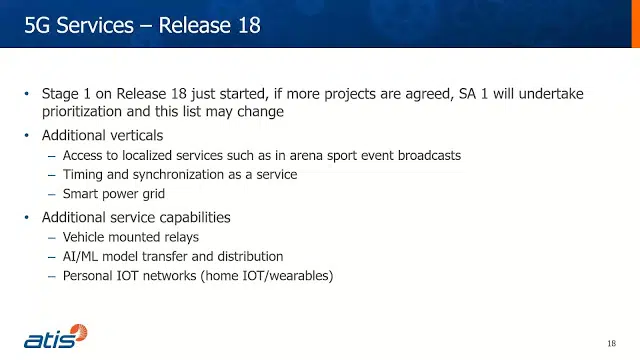 5G Services – Release 18
• Stage 1 on Release 18 just started, if more projects are agreed, SA 1 will undertake
prioritization and this list may change
• Additional verticals
– Access to localized services such as in arena sport event broadcasts
– Timing and synchronization as a service
– Smart power grid
• Additional service capabilities
– Vehicle mounted relays
– AI/ML model transfer and distribution
– Personal IOT networks (home IOT/wearables)
atis
18